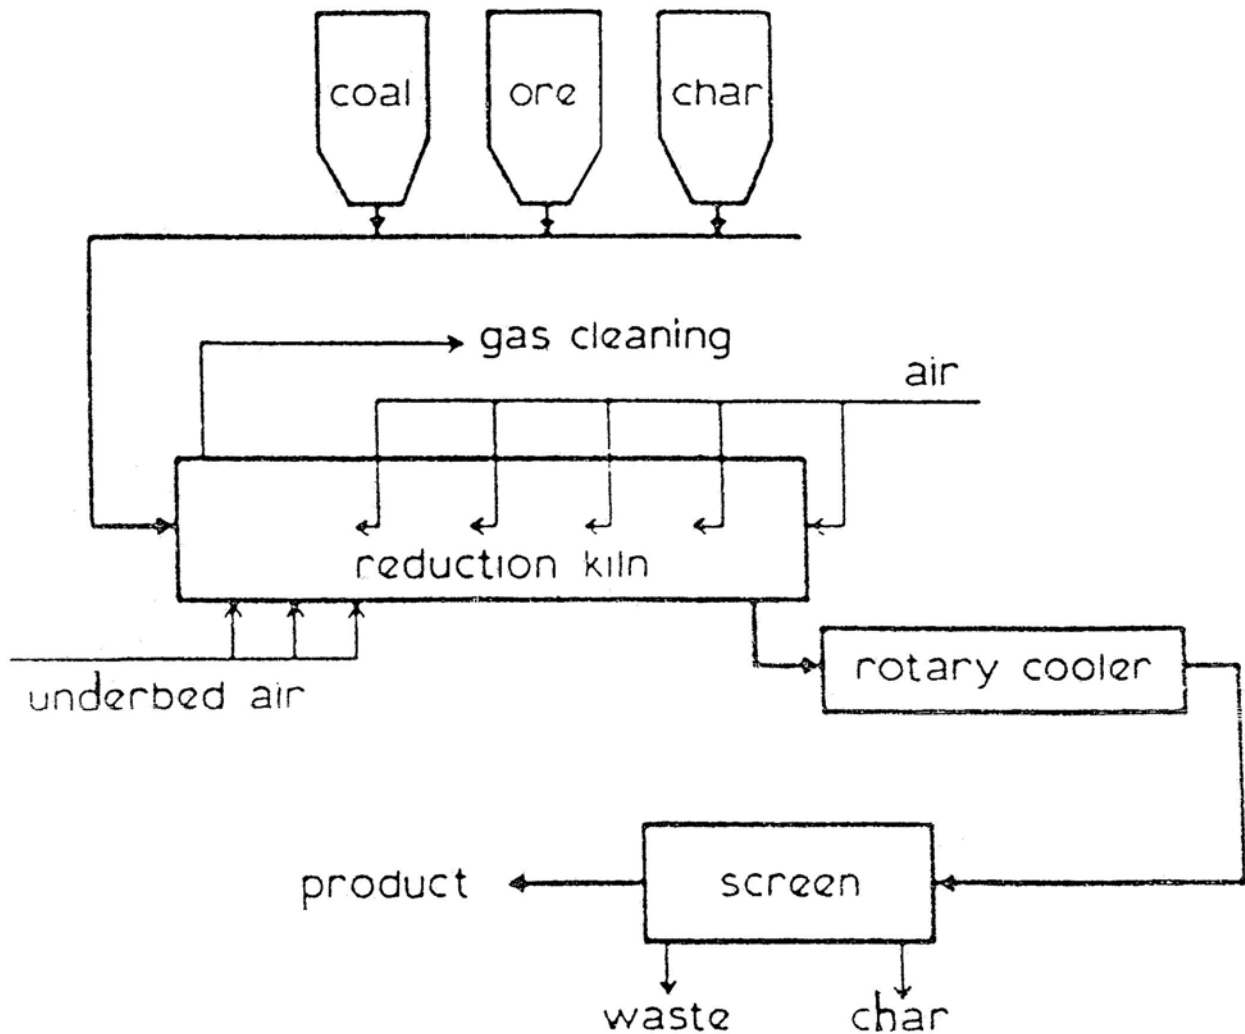 coal
ore
char
gas cleaning
air
reduction kiln
underbed air
rotary cooler
product
screen
waste
char